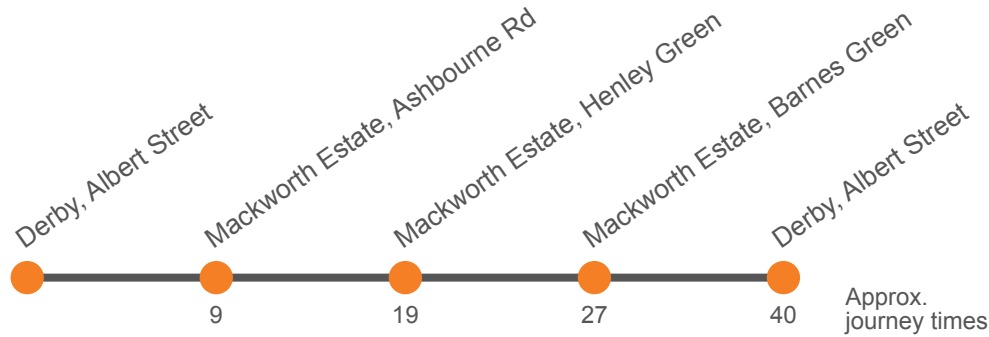 Derby, Albert Street
Mackworth Estate, Ashbourne Rd
Mackworth Estate, Henley Green
Mackworth Estate, Barnes Green
Derby, Albert Street
9
19
27
40
Approx.
journey times